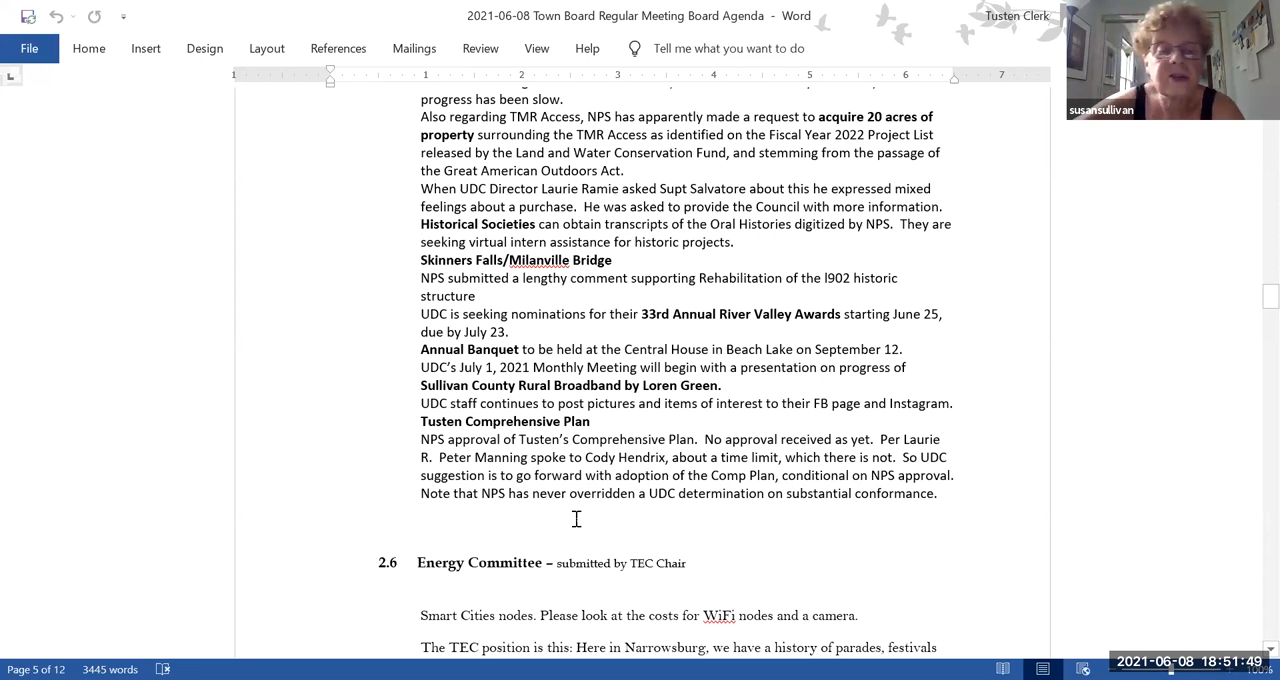 2021-06-08 Town Board Regular Meeting Board Agenda - Word
Tusten Clerk
File Home Insert Design Layout References Mailings Review View Help Tell me what you want to do
susansullivan
1 1 2 3 4 5 6 7
progress has been slow.
Also regarding TMR Access, NPS has apparently made a request to acquire 20 acres of
property surrounding the TMR Access as identified on the Fiscal Year 2022 Project List
released by the Land and Water Conservation Fund, and stemming from the passage of
the Great American Outdoors Act.
When UDC Director Laurie Ramie asked Supt Salvatore about this he expressed mixed
feelings about a purchase. He was asked to provide the Council with more information.
Historical Societies can obtain transcripts of the Oral Histories digitized by NPS. They are
seeking virtual intern assistance for historic projects.
Skinners Falls/Milanville Bridge
NPS submitted a lengthy comment supporting Rehabilitation of the l902 historic
structure
UDC is seeking nominations for their 33rd Annual River Valley Awards starting June 25,
due by July 23.
Annual Banquet to be held at the Central House in Beach Lake on September 12.
UDC's July 1, 2021 Monthly Meeting will begin with a presentation on progress of
Sullivan County Rural Broadband by Loren Green.
UDC staff continues to post pictures and items of interest to their FB page and Instagram.
Tusten Comprehensive Plan
NPS approval of Tusten's Comprehensive Plan. No approval received as yet. Per Laurie
R. Peter Manning spoke to Cody Hendrix, about a time limit, which there is not. So UDC
suggestion is to go forward with adoption of the Comp Plan, conditional on NPS approval.
Note that NPS has never overridden a UDC determination on substantial conformance.
2.6 Energy Committee – submitted by TEC Chair
Smart Cities nodes. Please look at the costs for WiFi nodes and a camera.
The TEC position is this: Here in Narrowsburg, we have a history of parades, festivals
Page 5 of 12 3445 words
2021-06-08 18:51:49
100%